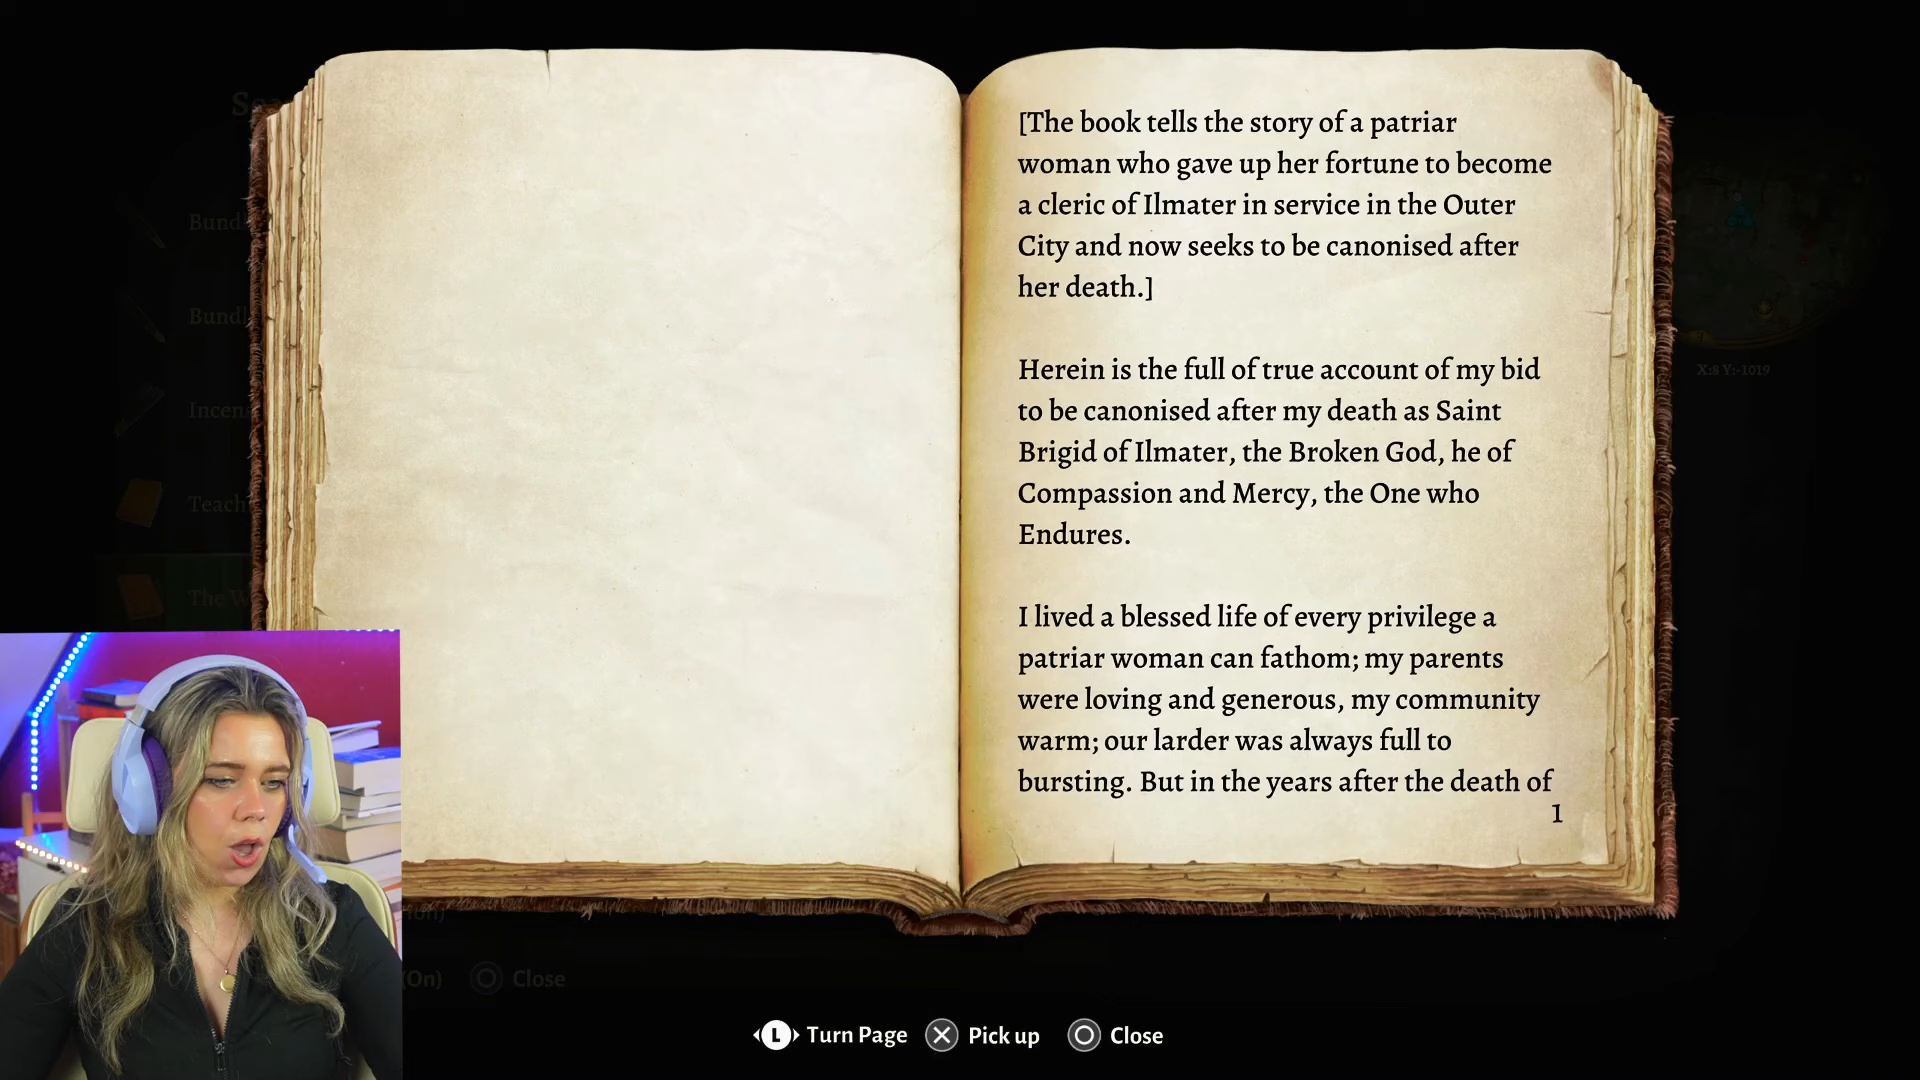 [The book tells the story of a patriar
woman who gave up her fortune to become
a cleric of Ilmater in service in the Outer
City and now seeks to be canonised after
her death.]
Herein is the full of true account of my bid
to be canonised after my death as Saint
Brigid of Ilmater, the Broken God, he of
Compassion and Mercy, the One who
Endures.
I lived a blessed life of every privilege a
patriar woman can fathom; my parents
were loving and generous, my community
warm; our larder was always full to
bursting. But in the years after the death of
1
X:8 Y:-1019
The
(On) Close
L Turn Page Pick up Close